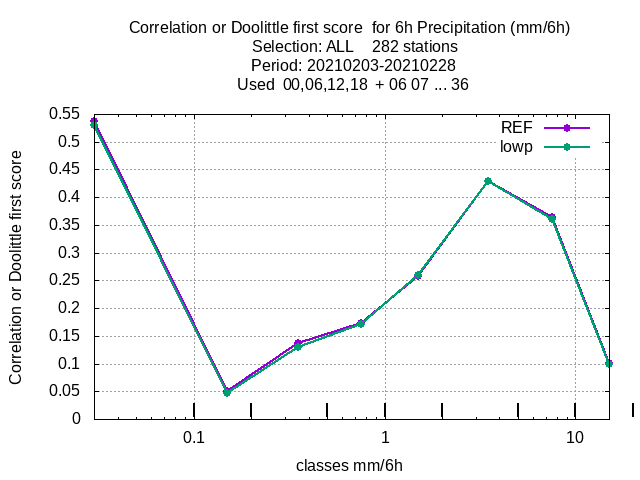 Correlation or Doolittle first score  for 6h Precipitation (mm/6h)
Selection: ALL    282 stations
Period: 20210203-20210228
Used  00,06,12,18  + 06 07 ... 36
REF
lowp
Correlation or Doolittle first score
0.55
0.5
0.45
0.4
0.35
0.3
0.25
0.2
0.15
0.1
0.05
0
0.1
1
10
classes mm/6h